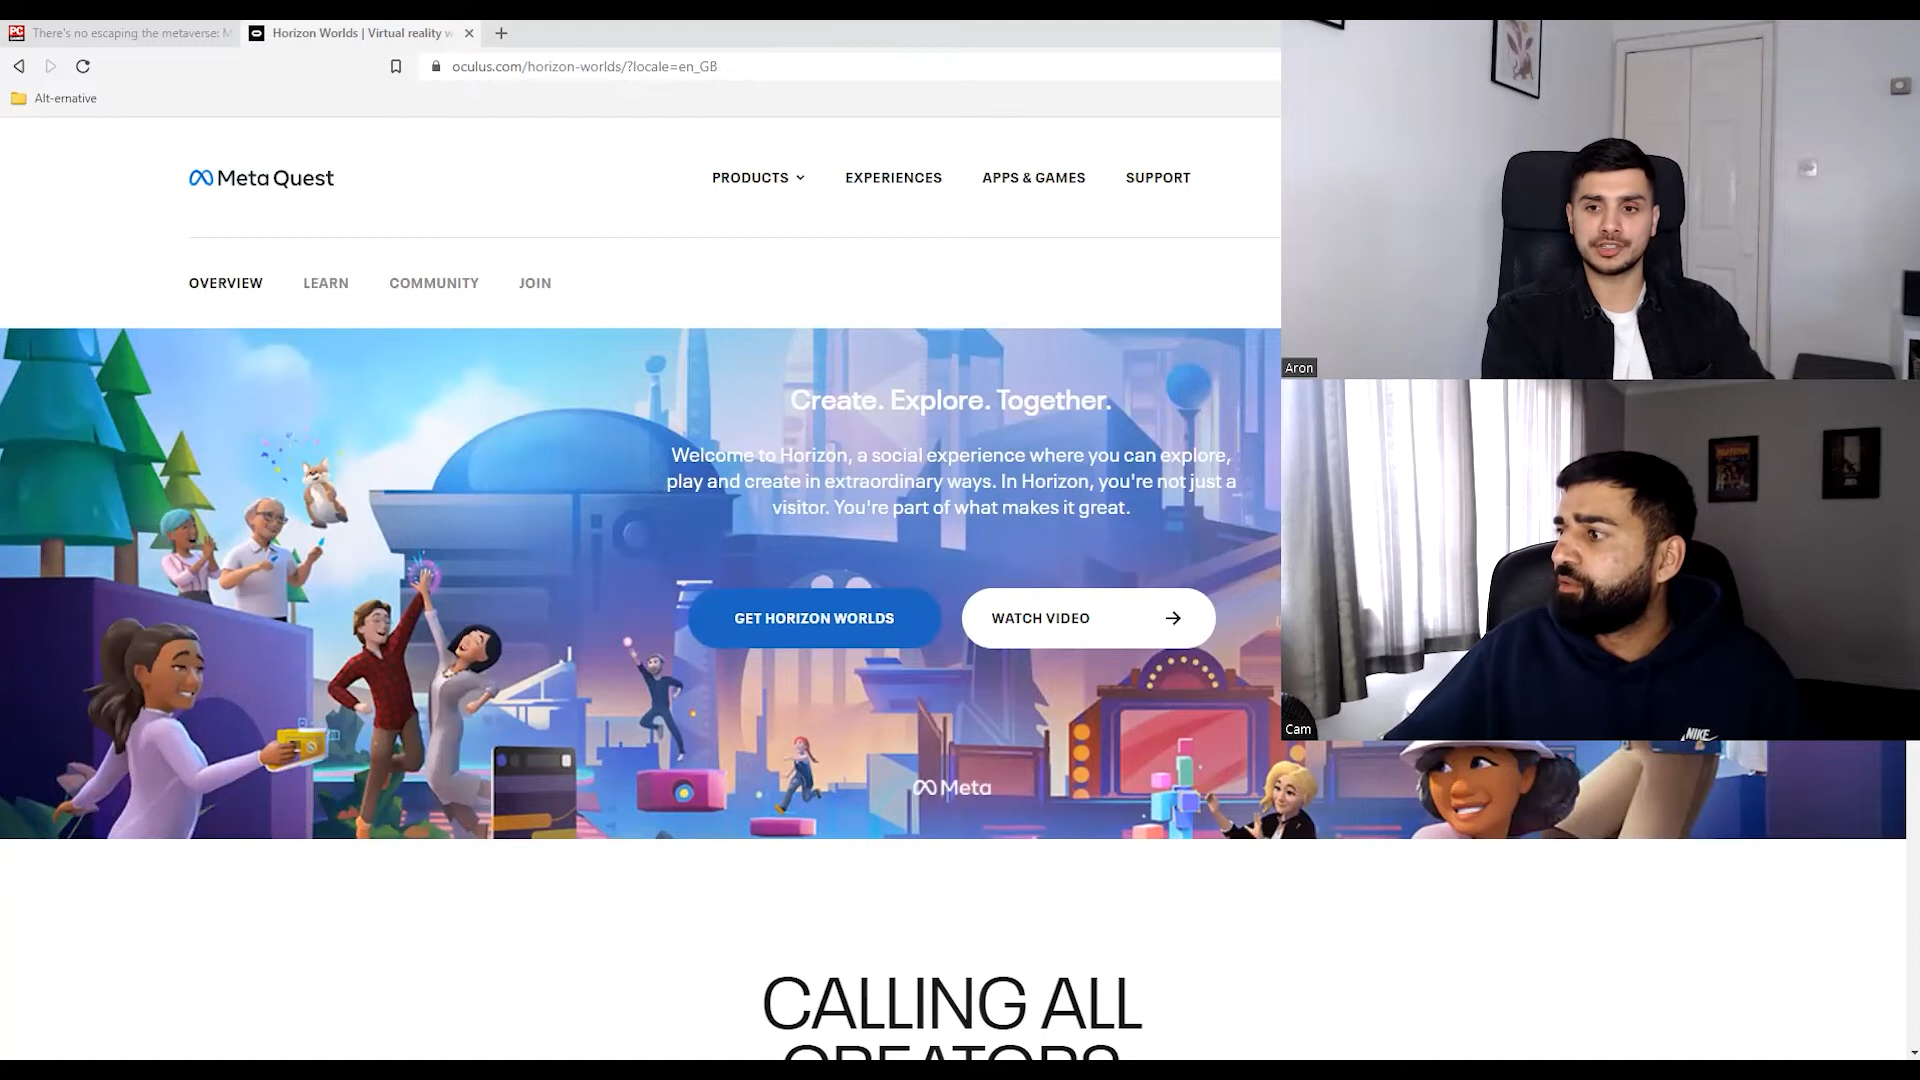 There's no escaping the metaverse: M
Horizon Worlds | Virtual reality w
oculus.com/horizon-worlds/?locale=en_GB
Alt-ernative
Meta Quest
PRODUCTS
EXPERIENCES
APPS & GAMES
SUPPORT
OVERVIEW
LEARN
COMMUNITY
JOIN
Create. Explore. Together.
Welcome to Horizon, a social experience where you can explore,
play and create in extraordinary ways. In Horizon, you're not just a
visitor. You're part of what makes it great.
GET HORIZON WORLDS
WATCH VIDEO
Meta
CALLING ALL
CREATORS
Aron
Cam
NIKE